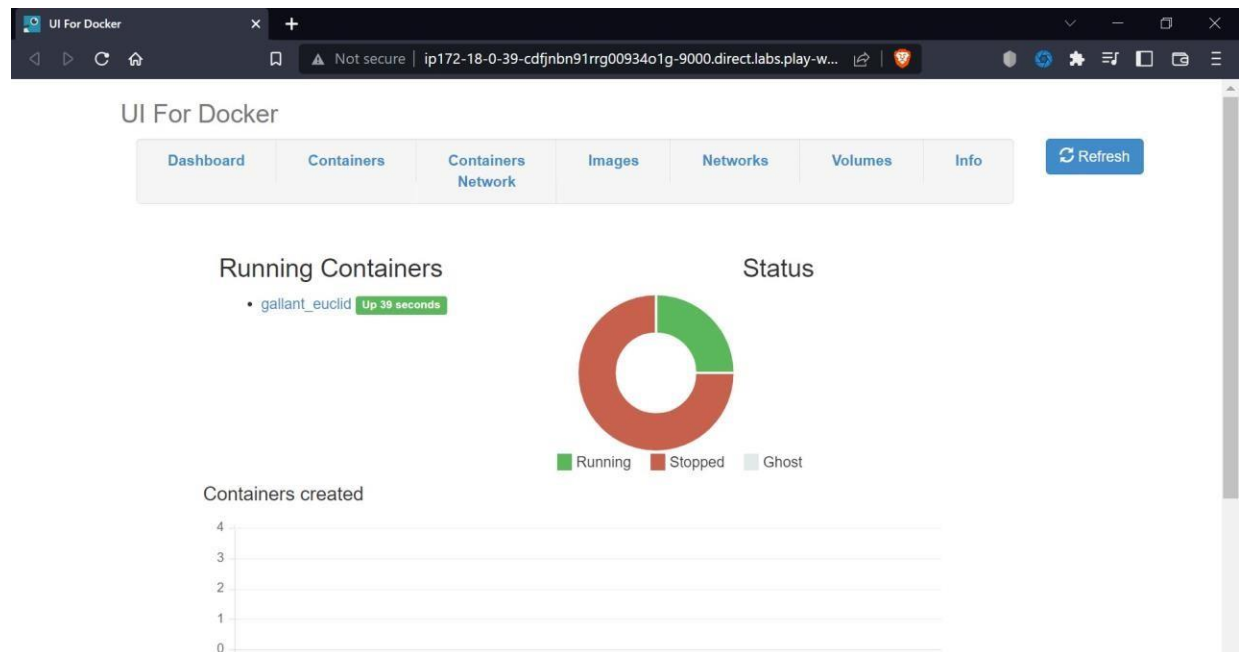 UI For Docker
Not secure ip172-18-0-39-cdfjnbn91rrg00934o1g-9000.direct.labs.play-w...
UI For Docker
Dashboard Containers Containers Network Images Networks Volumes Info Refresh
Running Containers Status
gallant_euclid Up 39 seconds
Running Stopped Ghost
Containers created
4
3
2
1
0